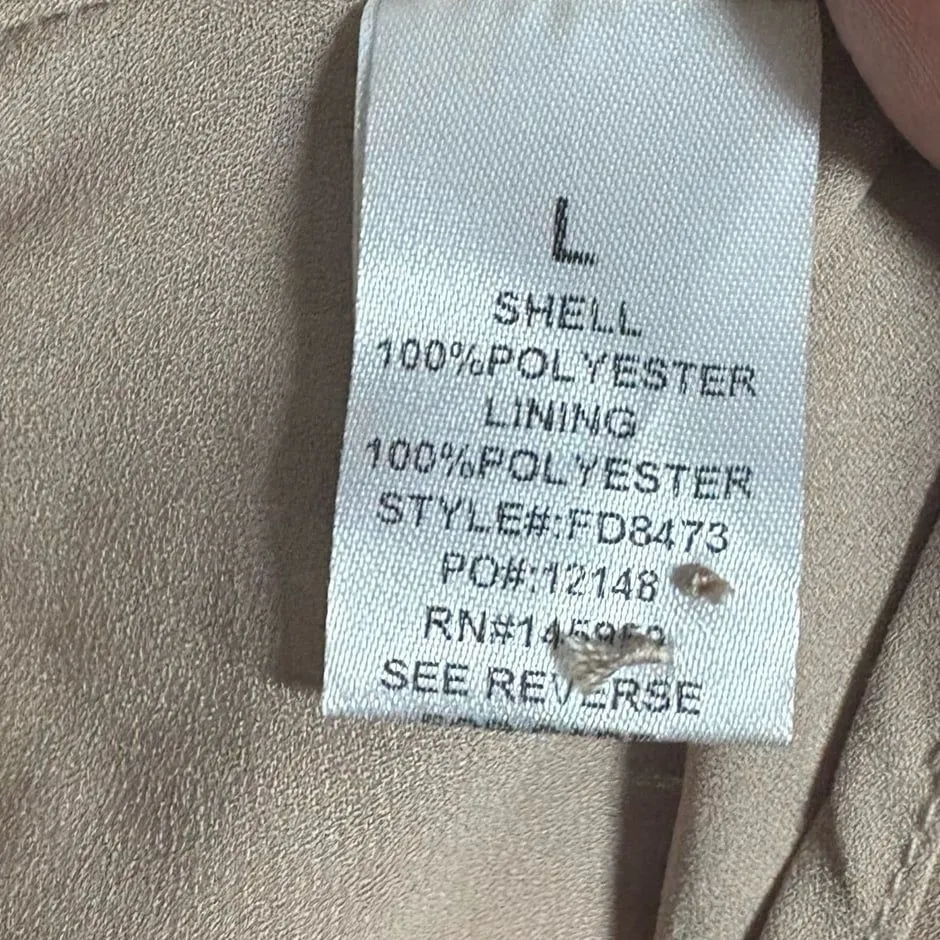 L
SHELL
100%POLYESTER
LINING
100%POLYESTER
STYLE#:FD8473
PO#:12148
SEE REVERSE